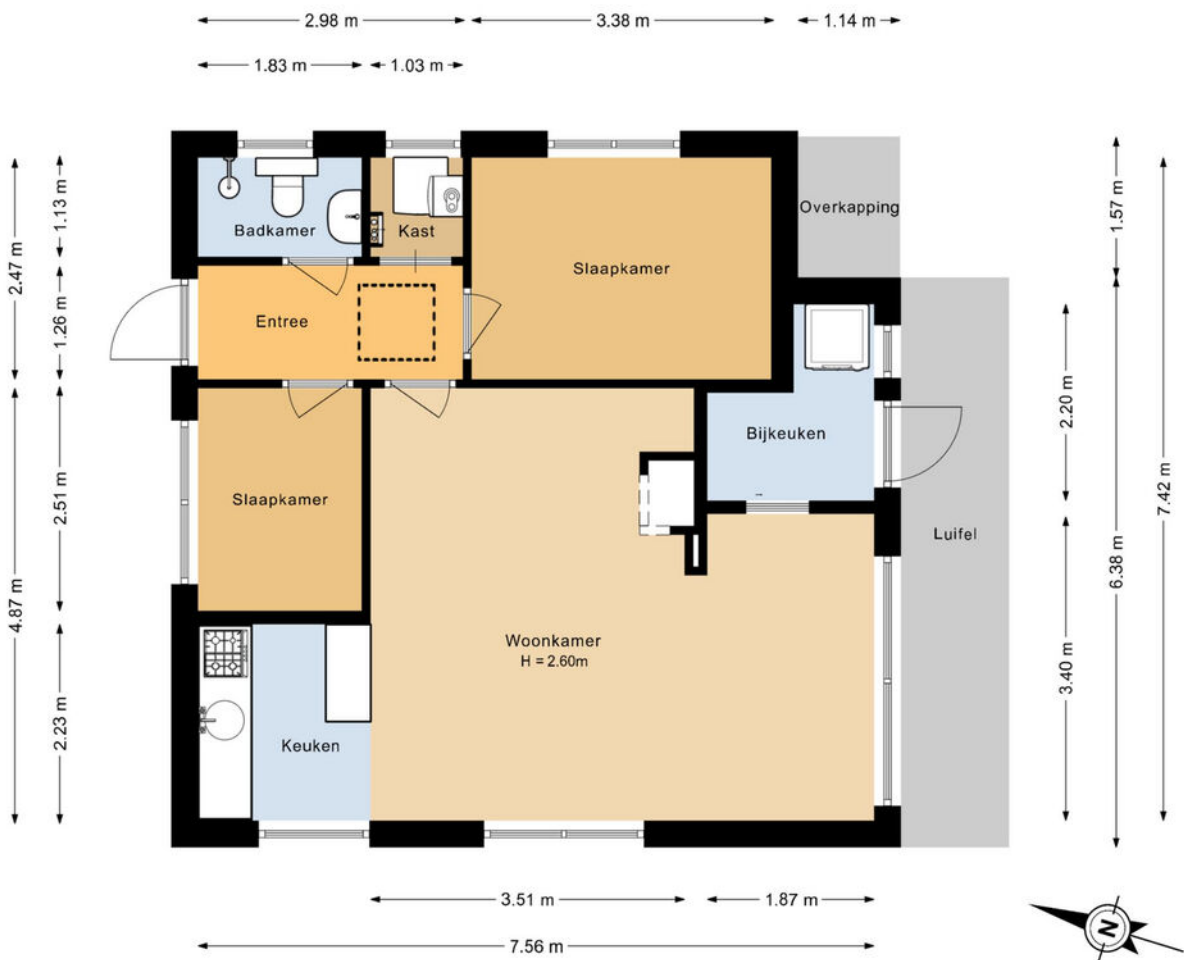 2.98 m
3.38 m
1.14 m
1.83 m
1.03 m
2.47 m
1.13 m
1.26 m
4.87 m
2.51 m
2.23 m
Badkamer
Kast
Slaapkamer
Overkapping
Entree
Slaapkamer
Bijkeuken
Luifel
Woonkamer
H = 2.60m
Keuken
1.57 m
2.20 m
7.42 m
6.38 m
3.40 m
3.51 m
1.87 m
7.56 m
N